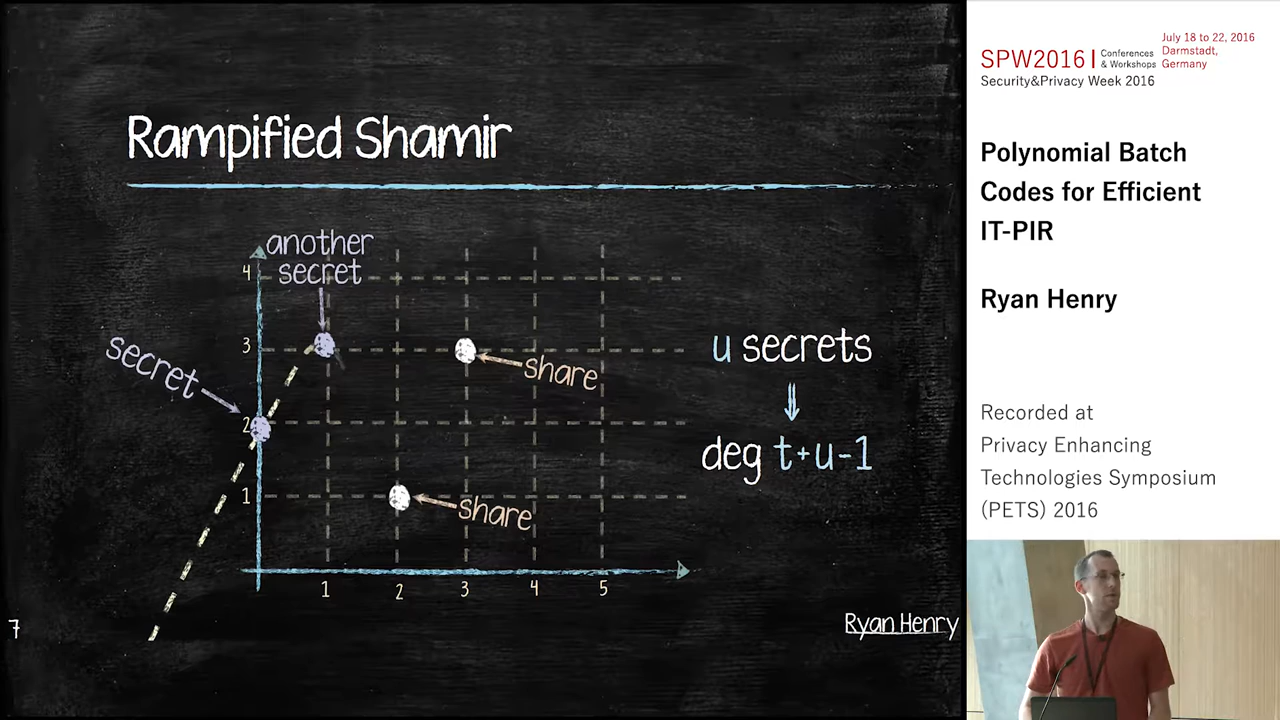 Rampified Shamir
another
secret
4
3
2
1
secret
share
share
1
2
3
4
5
u secrets
⇓
deg t+u-1
7
Ryan Henry
SPW2016 | Conferences & Workshops
Security&Privacy Week 2016
July 18 to 22, 2016
Darmstadt,
Germany
Polynomial Batch
Codes for Efficient
IT-PIR
Ryan Henry
Recorded at
Privacy Enhancing
Technologies Symposium
(PETS) 2016